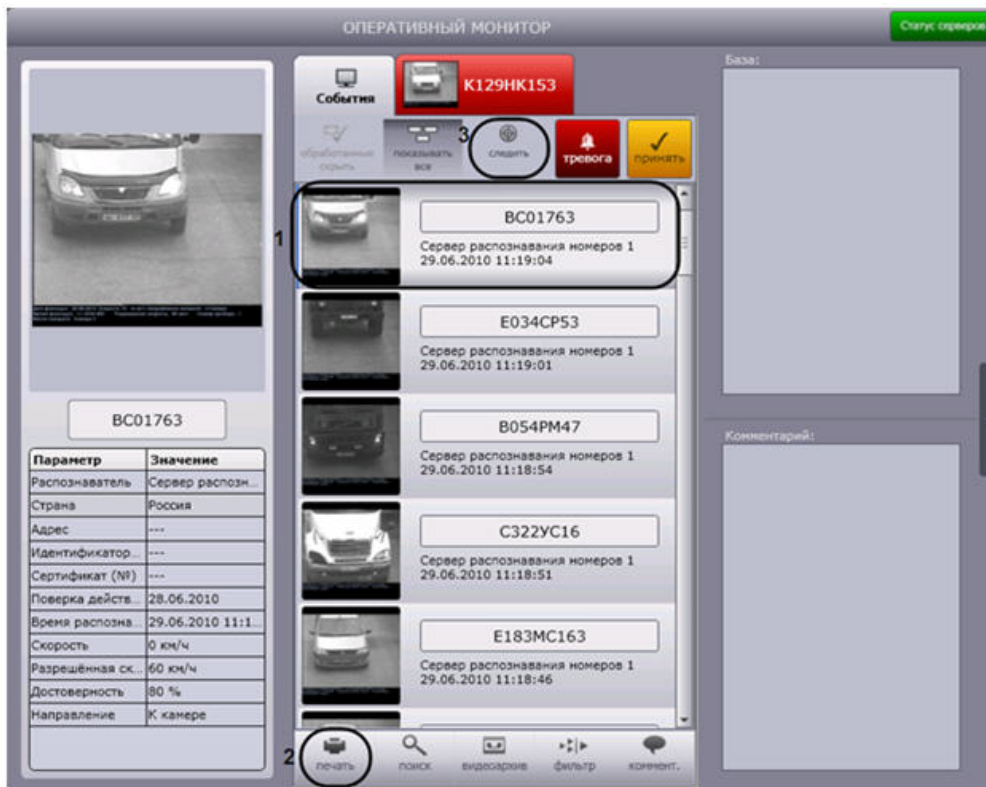 ОПЕРАТИВНЫЙ МОНИТОР
Статус серверов
События
К129НК153
обработанные скрыть
показывать все
3
следить
тревога
принять
1
ВС01763
Сервер распознавания номеров 1
29.06.2010 11:19:04
Е034СР53
Сервер распознавания номеров 1
29.06.2010 11:19:01
В054РМ47
Сервер распознавания номеров 1
29.06.2010 11:18:54
С322УС16
Сервер распознавания номеров 1
29.06.2010 11:18:51
Е183МС163
Сервер распознавания номеров 1
29.06.2010 11:18:46
2
печать
поиск
видеоархив
фильтр
коммент.
ВС01763
Параметр Значение
Распознаватель Сервер распозн...
Страна Россия
Адрес ---
Идентификатор... ---
Сертификат (№) ---
Поверка действ... 28.06.2010
Время распозна... 29.06.2010 11:1...
Скорость 0 км/ч
Разрешённая ск... 60 км/ч
Достоверность 80 %
Направление К камере
База:
Комментарий: